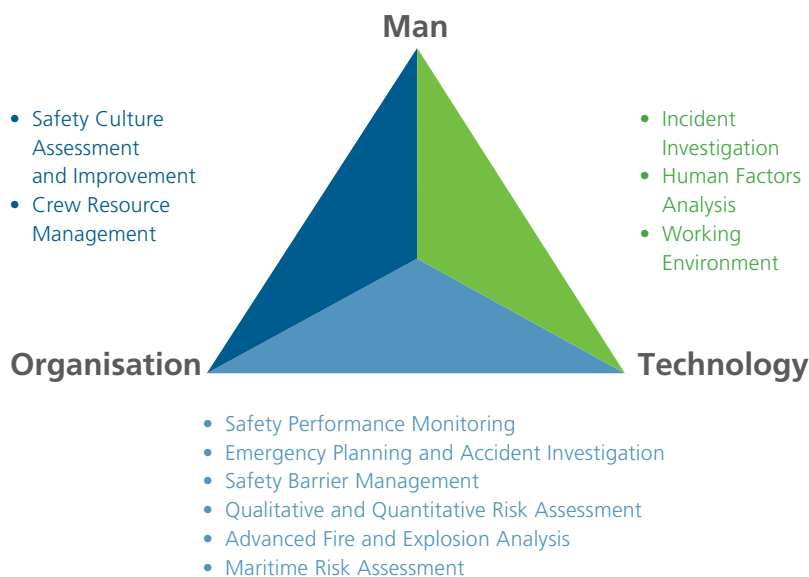 Man
• Safety Culture
Assessment
and Improvement
• Crew Resource
Management
• Incident
Investigation
• Human Factors
Analysis
• Working
Environment
Organisation
Technology
• Safety Performance Monitoring
• Emergency Planning and Accident Investigation
• Safety Barrier Management
• Qualitative and Quantitative Risk Assessment
• Advanced Fire and Explosion Analysis
• Maritime Risk Assessment